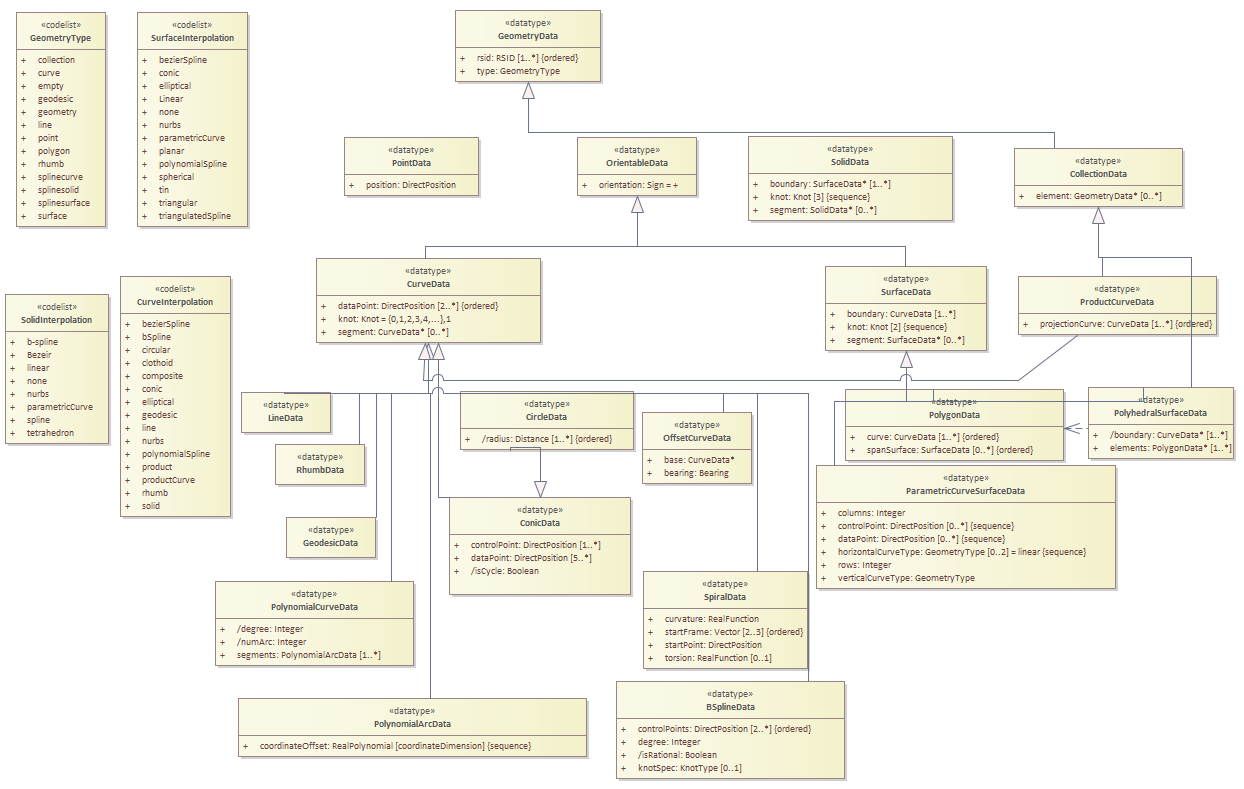 «codelist»
GeometryType
+ collection
+ curve
+ empty
+ geodesic
+ geometry
+ line
+ point
+ polygon
+ rhumb
+ splinecurve
+ splinesolid
+ splinesurface
+ surface
«codelist»
SurfaceInterpolation
+ bezierSpline
+ conic
+ elliptical
+ Linear
+ none
+ nurbs
+ parametricCurve
+ planar
+ polynomialSpline
+ spherical
+ tin
+ triangular
+ triangulatedSpline
«datatype»
GeometryData
+ rsid: RSID [1..*] {ordered}
+ type: GeometryType
«datatype»
PointData
+ position: DirectPosition
«datatype»
OrientableData
+ orientation: Sign = +
«datatype»
SolidData
+ boundary: SurfaceData* [1..*]
+ knot: Knot [3] {sequence}
+ segment: SolidData* [0..*]
«datatype»
CollectionData
+ element: GeometryData* [0..*]
«codelist»
SolidInterpolation
+ b-spline
+ Bezeir
+ linear
+ none
+ nurbs
+ parametricCurve
+ spline
+ tetrahedron
«codelist»
CurveInterpolation
+ bezierSpline
+ bSpline
+ circular
+ clothoid
+ composite
+ conic
+ elliptical
+ geodesic
+ line
+ nurbs
+ polynomialSpline
+ product
+ productCurve
+ rhumb
+ solid
«datatype»
CurveData
+ dataPoint: DirectPosition [2..*] {ordered}
+ knot: Knot = {0,1,2,3,4,...},1
+ segment: CurveData* [0..*]
«datatype»
SurfaceData
+ boundary: CurveData [1..*]
+ knot: Knot [2] {sequence}
+ segment: SurfaceData* [0..*]
«datatype»
ProductCurveData
+ projectionCurve: CurveData [1..*] {ordered}
«datatype»
LineData
«datatype»
RhumbData
«datatype»
GeodesicData
«datatype»
CircleData
+ /radius: Distance [1..*] {ordered}
«datatype»
OffsetCurveData
+ base: CurveData*
+ bearing: Bearing
«datatype»
PolygonData
+ curve: CurveData [1..*] {ordered}
+ spanSurface: SurfaceData [0..*] {ordered}
«datatype»
PolyhedralSurfaceData
+ /boundary: CurveData* [1..*]
+ elements: PolygonData* [1..*]
«datatype»
ConicData
+ controlPoint: DirectPosition [1..*]
+ dataPoint: DirectPosition [5..*]
+ /isCycle: Boolean
«datatype»
ParametricCurveSurfaceData
+ columns: Integer
+ controlPoint: DirectPosition [0..*] {sequence}
+ dataPoint: DirectPosition [0..*] {sequence}
+ horizontalCurveType: GeometryType [0..2] = linear {sequence}
+ rows: Integer
+ verticalCurveType: GeometryType
«datatype»
PolynomialCurveData
+ /degree: Integer
+ /numArc: Integer
+ segments: PolynomialArcData [1..*]
«datatype»
SpiralData
+ curvature: RealFunction
+ startFrame: Vector [2..3] {ordered}
+ startPoint: DirectPosition
+ torsion: RealFunction [0..1]
«datatype»
PolynomialArcData
+ coordinateOffset: RealPolynomial [coordinateDimension] {sequence}
«datatype»
BSplineData
+ controlPoints: DirectPosition [2..*] {ordered}
+ degree: Integer
+ /isRational: Boolean
+ knotSpec: KnotType [0..1]